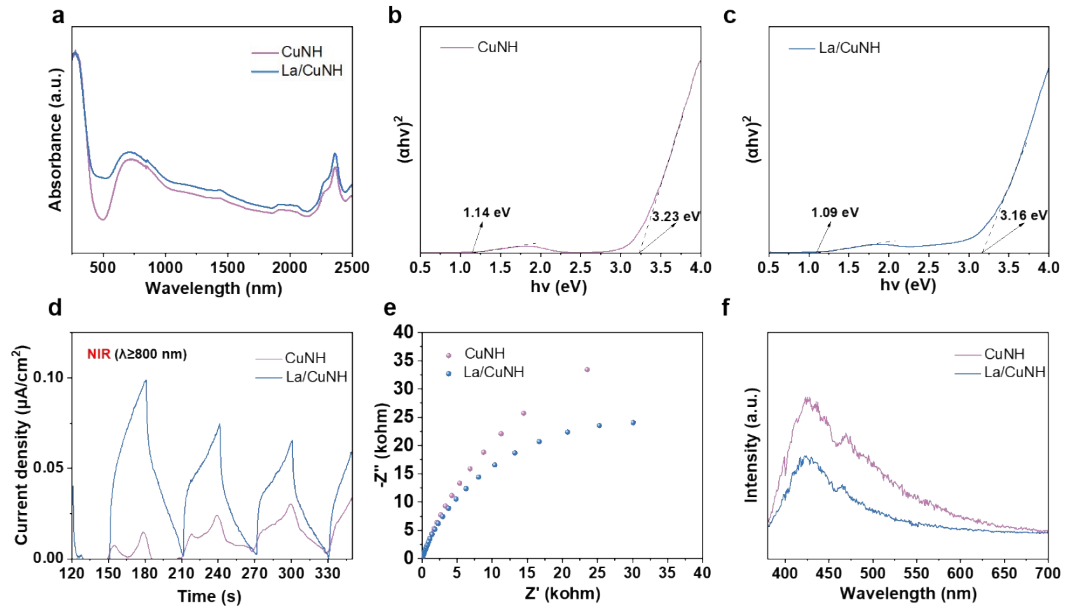 a
CuNH
La/CuNH
Absorbance (a.u.)
500 1000 1500 2000 2500
Wavelength (nm)
b
CuNH
(αhv)²
1.14 eV
3.23 eV
0.5 1.0 1.5 2.0 2.5 3.0 3.5 4.0
hv (eV)
c
La/CuNH
(αhv)²
1.09 eV
3.16 eV
0.5 1.0 1.5 2.0 2.5 3.0 3.5 4.0
hv (eV)
d
NIR (λ≥800 nm)
CuNH
La/CuNH
Current density (μA/cm²)
0.10
0.05
0.00
120 150 180 210 240 270 300 330
Time (s)
e
CuNH
La/CuNH
-Z'' (kohm)
40
35
30
25
20
15
10
5
0
0 5 10 15 20 25 30 35 40
Z' (kohm)
f
CuNH
La/CuNH
Intensity (a.u.)
400 450 500 550 600 650 700
Wavelength (nm)